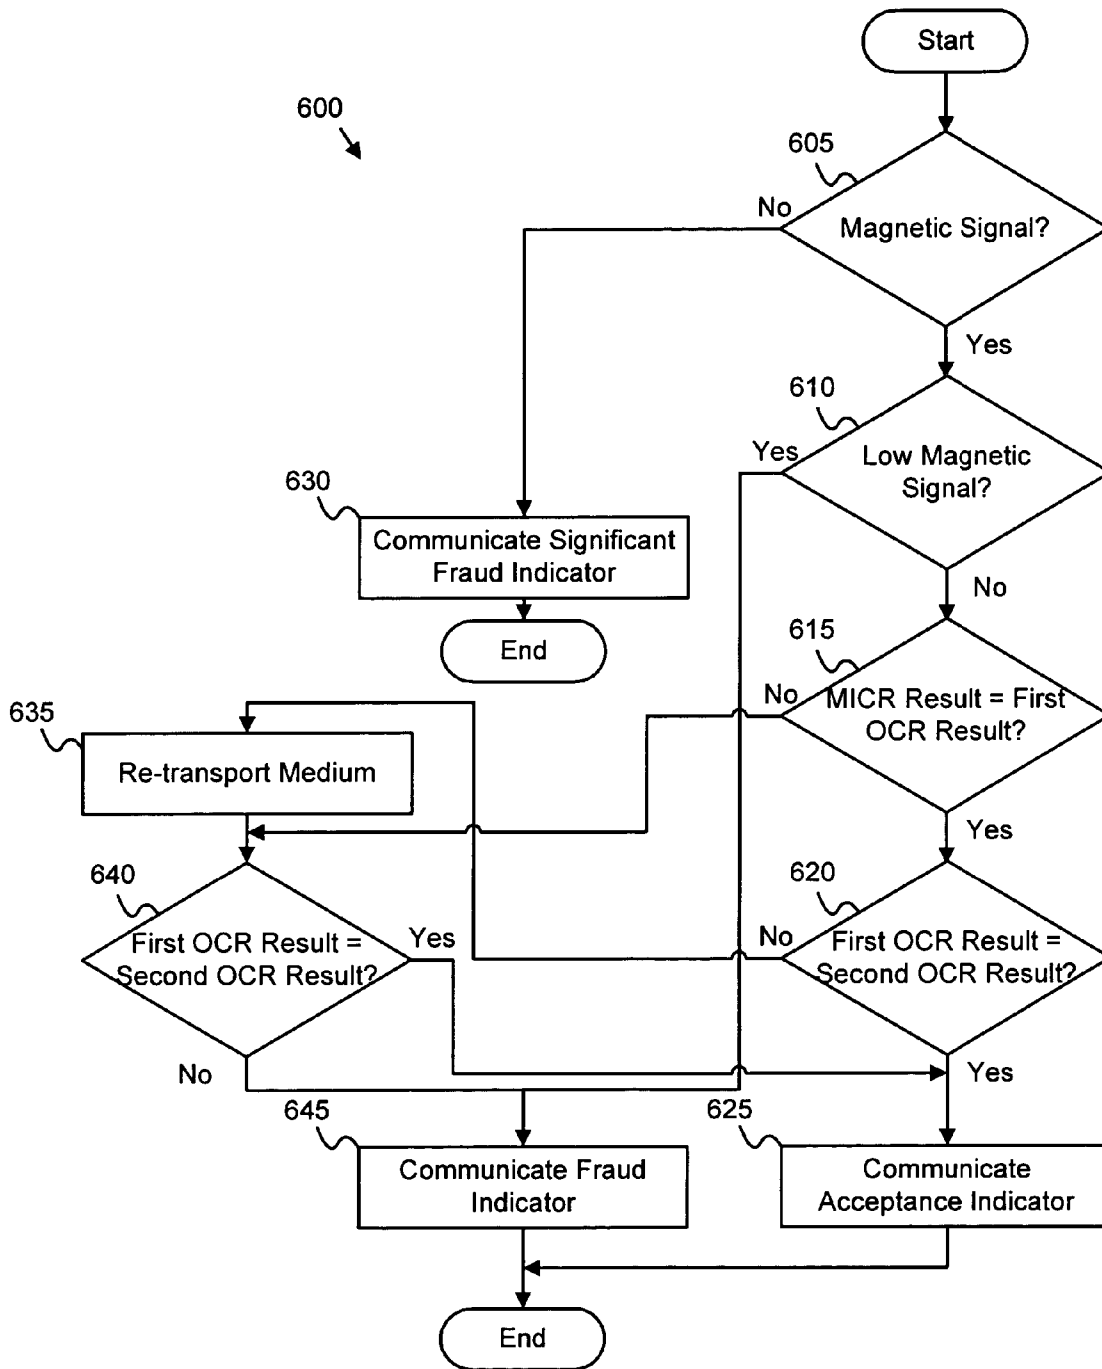 Start
600
605
No
Magnetic Signal?
Yes
610
Yes
Low Magnetic
Signal?
630
Communicate Significant
Fraud Indicator
No
End
615
No
MICR Result = First
OCR Result?
635
Re-transport Medium
Yes
640
First OCR Result =
Second OCR Result?
Yes
620
No
First OCR Result =
Second OCR Result?
No
Yes
645
Communicate Fraud
Indicator
625
Communicate
Acceptance Indicator
End